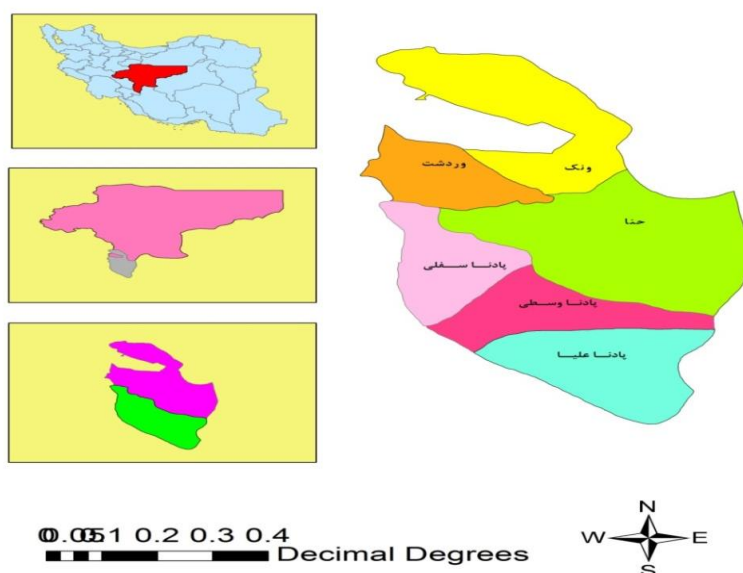 ونک
وردشت
حنا
پادنا سفلی
پادنا وسطی
پادنا علیا
0 0.05 0.1 0.2 0.3 0.4
Decimal Degrees
N
W E
S